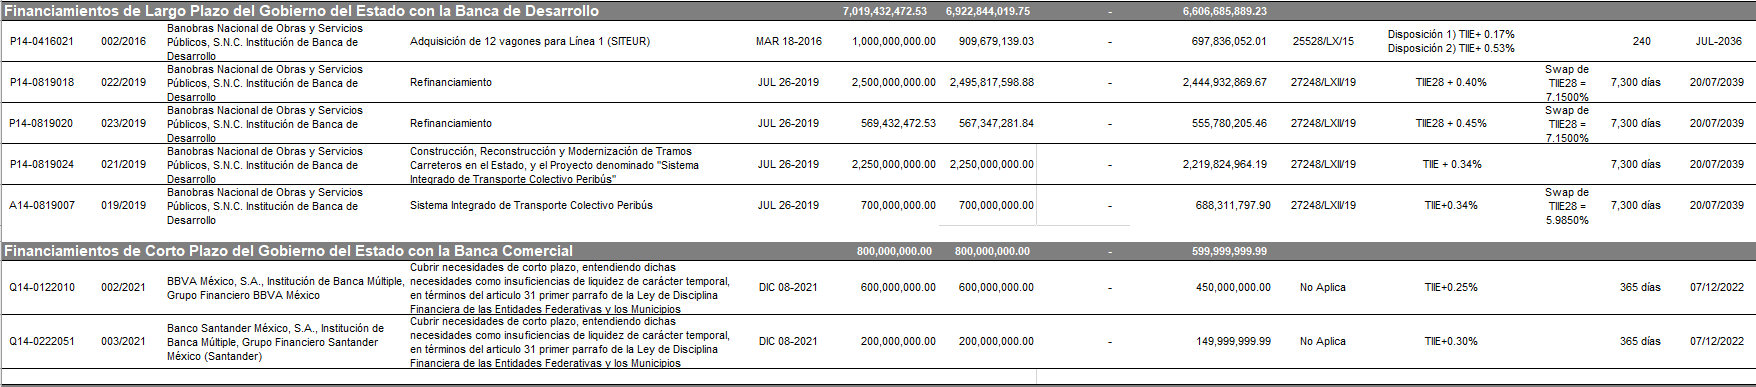 Financiamientos de Largo Plazo del Gobierno del Estado con la Banca de Desarrollo 7,019,432,472.53 6,922,844,019.75 - 6,606,685,889.23
P14-0416021 002/2016 Banobras Nacional de Obras y Servicios Públicos, S.N.C. Institución de Banca de Desarrollo Adquisición de 12 vagones para Línea 1 (SITEUR) MAR 18-2016 1,000,000,000.00 909,679,139.03 - 697,836,052.01 25528/LX/15 Disposición 1) TIIE+ 0.17% Disposición 2) TIIE+ 0.53% 240 JUL-2036
P14-0819018 022/2019 Banobras Nacional de Obras y Servicios Públicos, S.N.C. Institución de Banca de Desarrollo Refinanciamiento JUL 26-2019 2,500,000,000.00 2,495,817,598.88 - 2,444,932,869.67 27248/LXII/19 TIIE28 + 0.40% Swap de TIIE28 = 7.1500% 7,300 días 20/07/2039
P14-0819020 023/2019 Banobras Nacional de Obras y Servicios Públicos, S.N.C. Institución de Banca de Desarrollo Refinanciamiento JUL 26-2019 569,432,472.53 567,347,281.84 - 555,780,205.46 27248/LXII/19 TIIE28 + 0.45% Swap de TIIE28 = 7.1500% 7,300 días 20/07/2039
P14-0819024 021/2019 Banobras Nacional de Obras y Servicios Públicos, S.N.C. Institución de Banca de Desarrollo Construcción, Reconstrucción y Modernización de Tramos Carreteros en el Estado, y el Proyecto denominado "Sistema Integrado de Transporte Colectivo Peribús" JUL 26-2019 2,250,000,000.00 2,250,000,000.00 - 2,219,824,964.19 27248/LXII/19 TIIE + 0.34% 7,300 días 20/07/2039
A14-0819007 019/2019 Banobras Nacional de Obras y Servicios Públicos, S.N.C. Institución de Banca de Desarrollo Sistema Integrado de Transporte Colectivo Peribús JUL 26-2019 700,000,000.00 700,000,000.00 - 688,311,797.90 27248/LXII/19 TIIE+0.34% Swap de TIIE28 = 5.9850% 7,300 días 20/07/2039
Financiamientos de Corto Plazo del Gobierno del Estado con la Banca Comercial 800,000,000.00 800,000,000.00 - 599,999,999.99
Q14-0122010 002/2021 BBVA México, S.A., Institución de Banca Múltiple, Grupo Financiero BBVA México Cubrir necesidades de corto plazo, entendiendo dichas necesidades como insuficiencias de liquidez de carácter temporal, en términos del articulo 31 primer parrafo de la Ley de Disciplina Financiera de las Entidades Federativas y los Municipios DIC 08-2021 600,000,000.00 600,000,000.00 - 450,000,000.00 No Aplica TIIE+0.25% 365 días 07/12/2022
Q14-0222051 003/2021 Banco Santander México, S.A., Institución de Banca Múltiple, Grupo Financiero Santander México (Santander) Cubrir necesidades de corto plazo, entendiendo dichas necesidades como insuficiencias de liquidez de carácter temporal, en términos del articulo 31 primer parrafo de la Ley de Disciplina Financiera de las Entidades Federativas y los Municipios DIC 08-2021 200,000,000.00 200,000,000.00 - 149,999,999.99 No Aplica TIIE+0.30% 365 días 07/12/2022